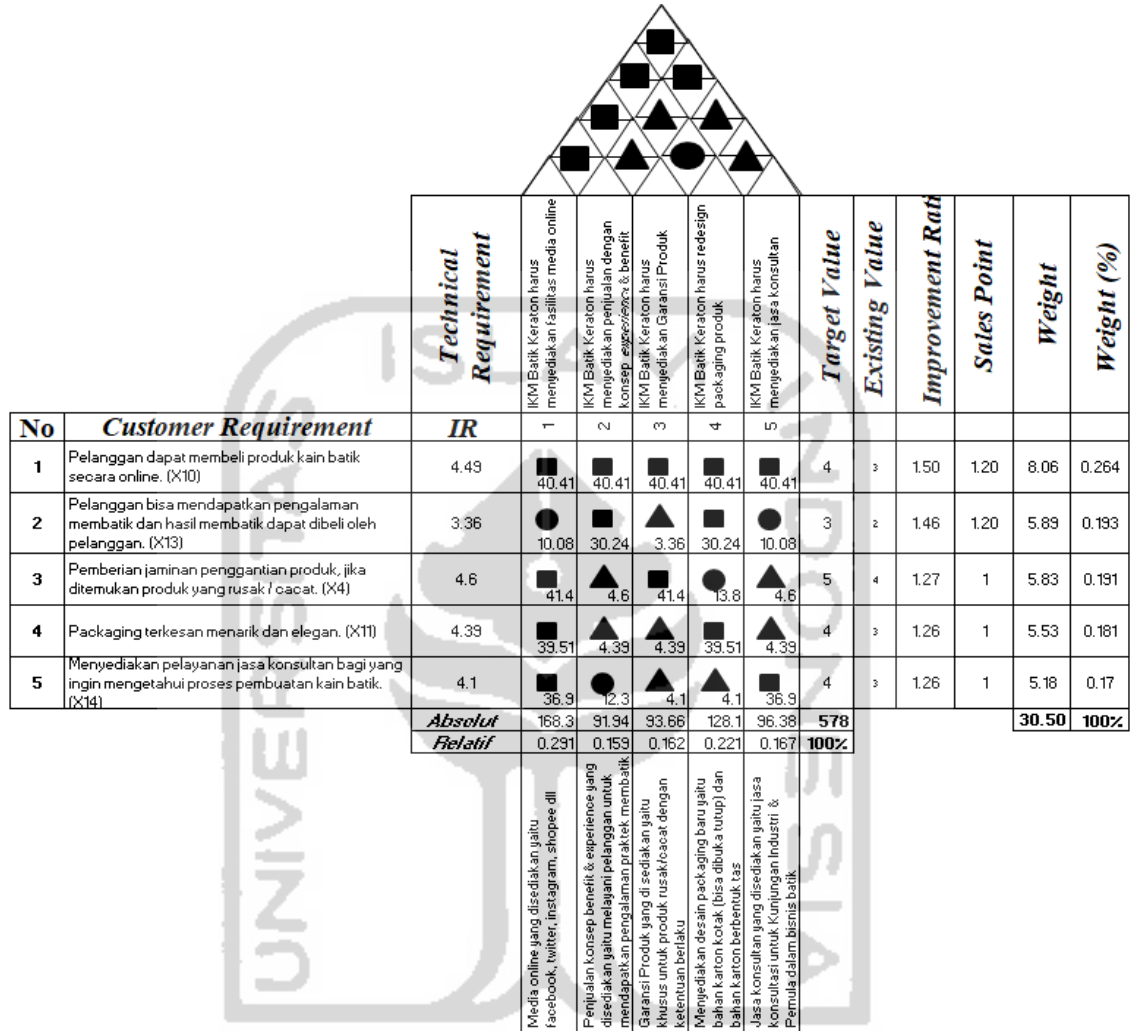 Technical
Requirement
IKM Batik Keraton harus
menyediakan fasilitas media online
IKM Batik Keraton harus
menyediakan penjualan dengan
konsep experience & benefit
IKM Batik Keraton harus
menyediakan Garansi Produk
IKM Batik Keraton harus redesign
packaging produk
IKM Batik Keraton harus
menyediakan jasa konsultan
Target Value
Existing Value
Improvement Rati
Sales Point
Weight
Weight (%)
No Customer Requirement IR 1 2 3 4 5
1 Pelanggan dapat membeli produk kain batik
secara online. (X10)
4.49 40.41 40.41 40.41 40.41 40.41 4 3 1.50 1.20 8.06 0.264
2 Pelanggan bisa mendapatkan pengalaman
membatik dan hasil membatik dapat dibeli oleh
pelanggan. (X13)
3.36 10.08 30.24 3.36 30.24 10.08 3 2 1.46 1.20 5.89 0.193
3 Pemberian jaminan penggantian produk, jika
ditemukan produk yang rusak / cacat. (X4)
4.6 41.4 4.6 41.4 13.8 4.6 5 4 1.27 1 5.83 0.191
4 Packaging terkesan menarik dan elegan. (X11)
4.39 39.51 4.39 4.39 39.51 4.39 4 3 1.26 1 5.53 0.181
5 Menyediakan pelayanan jasa konsultan bagi yang
ingin mengetahui proses pembuatan kain batik.
(X14)
4.1 36.9 12.3 4.1 4.1 36.9 4 3 1.26 1 5.18 0.17
Absolut 168.3 91.94 93.66 128.1 96.38 578 30.50 100%
Relatif 0.291 0.159 0.162 0.221 0.167 100%
Media online yang disediakan yaitu
facebook, twitter, instagram, shopee dll
Penjualan konsep benefit & experience yang
disediakan yaitu melayani pelanggan untuk
mendapatkan pengalaman praktek membatik
Garansi Produk yang di sediakan yaitu
khusus untuk produk rusak/cacat dengan
ketentuan berlaku
Menyediakan desain packaging baru yaitu
bahan karton kotak (bisa dibuka tutup) dan
bahan karton berbentuk tas
Jasa konsultan yang disediakan yaitu jasa
konsultasi untuk Kunjungan Industri &
Pemula dalam bisnis batik
UNIVERSITAS
ISLAM
INDONESIA